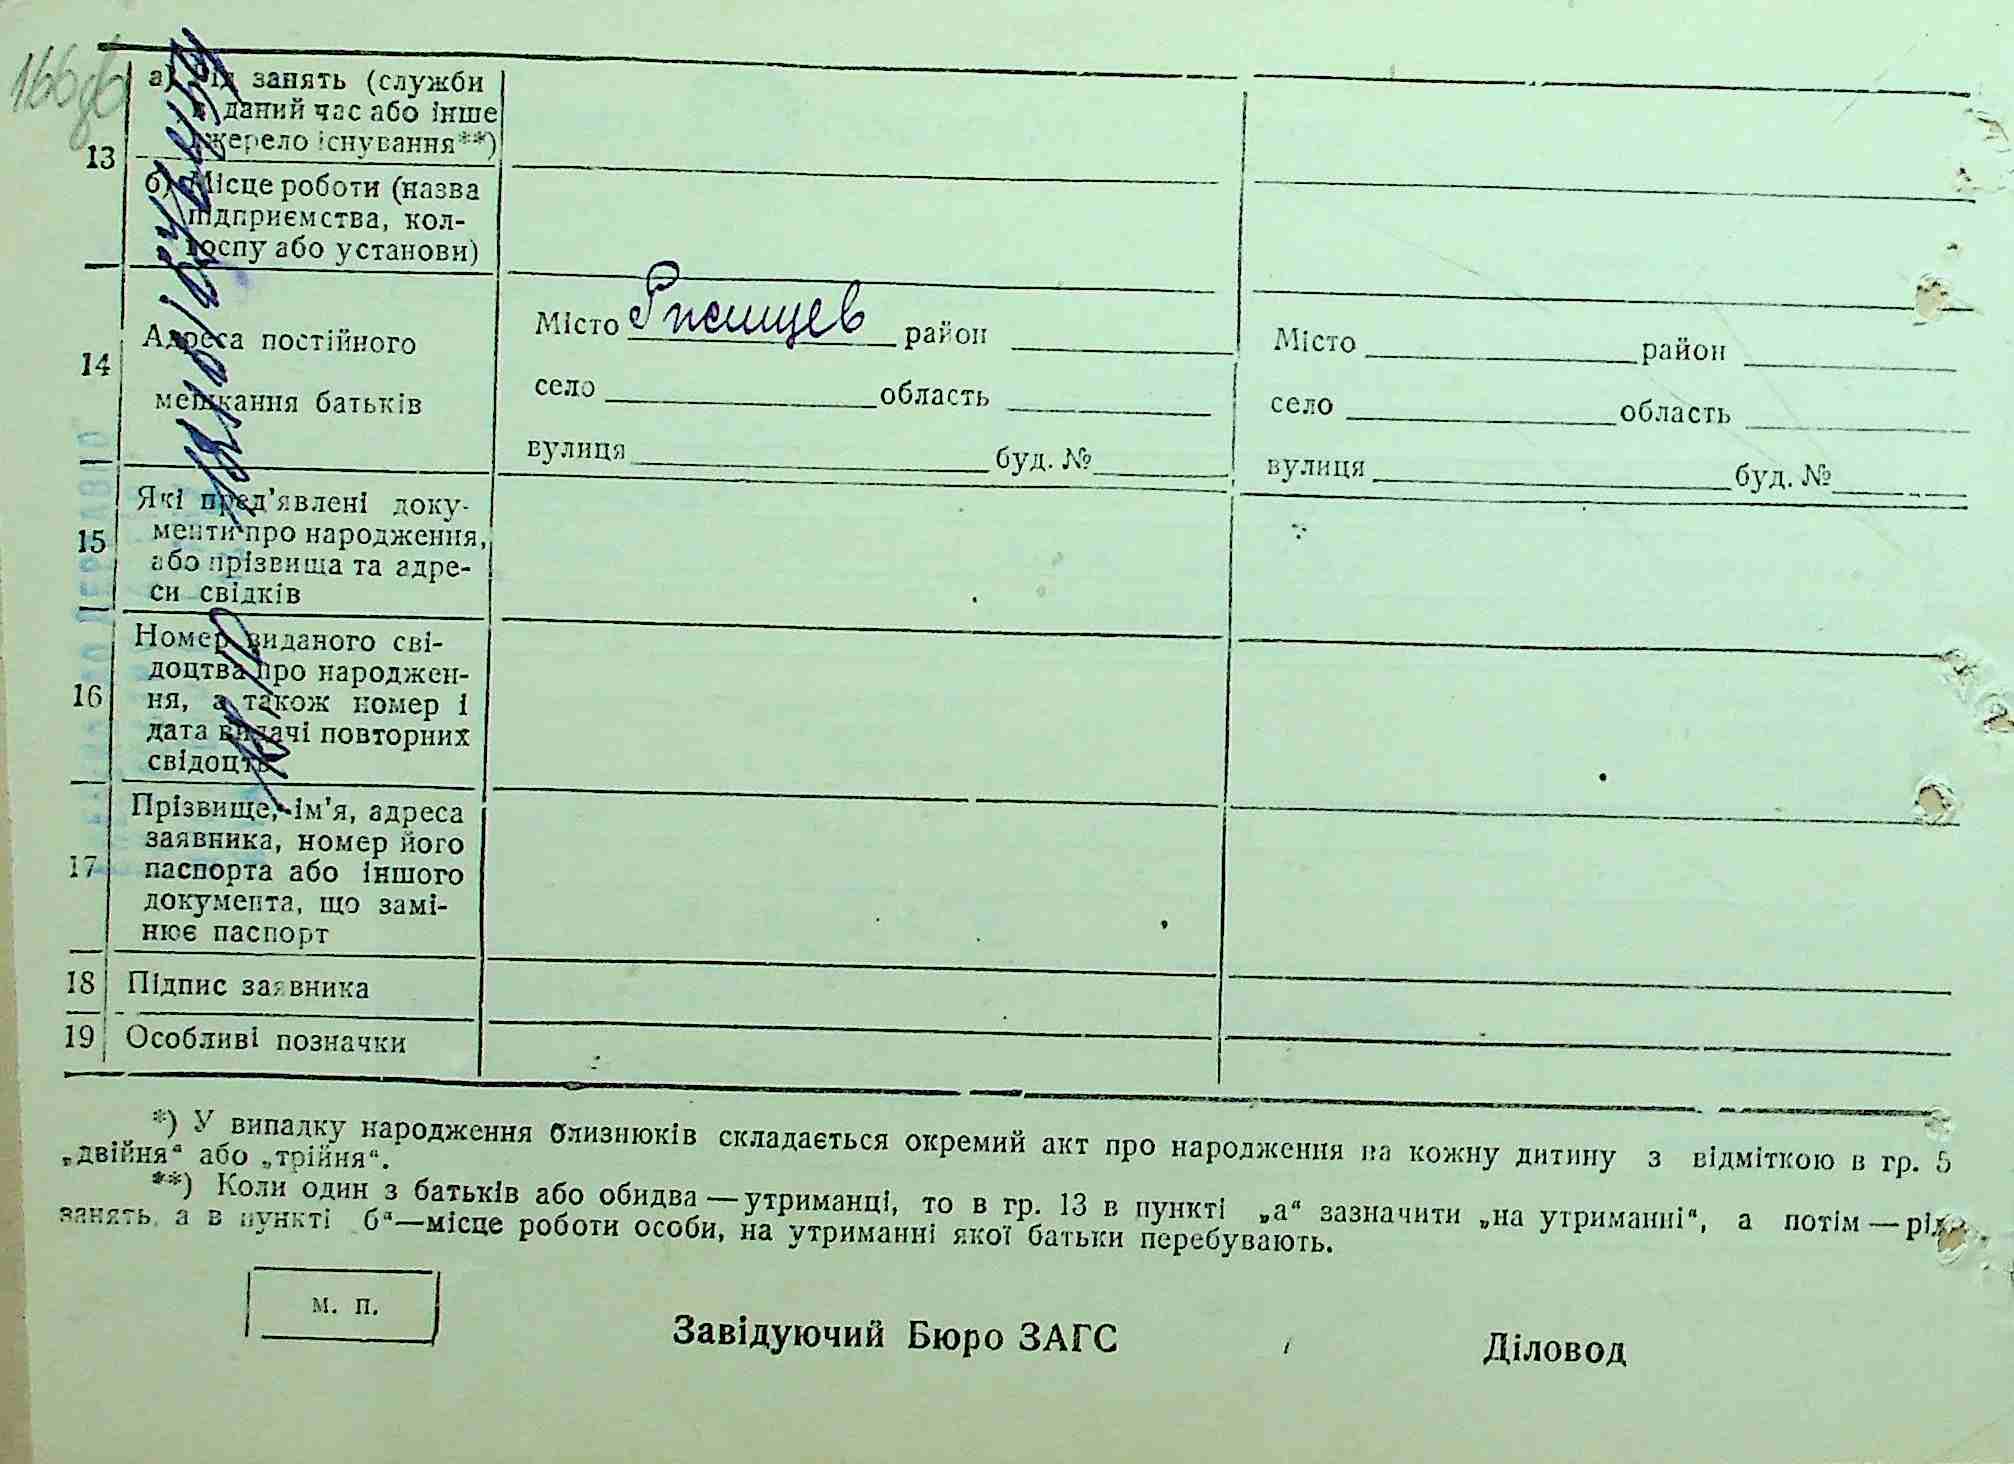 166 об
13
а) Рід занять (служби
в даний час або інше
джерело існування**)
б) Місце роботи (назва
підприємства, кол-
госпу або установи)
14
Адреса постійного
мешкання батьків
Місто Ржищев район
село область
вулиця буд. №
Місто район
село область
вулиця буд. №
15
Які пред'явлені доку-
менти про народження,
або прізвища та адре-
си свідків
16
Номер виданого сві-
доцтва про народжен-
ня, а також номер і
дата видачі повторних
свідоцтв
17
Прізвище, ім'я, адреса
заявника, номер його
паспорта або іншого
документа, що замі-
нює паспорт
18 Підпис заявника
19 Особливі позначки
*) У випадку народження близнюків складається окремий акт про народження на кожну дитину з відміткою в гр. 5
„двійня“ або „трійня“.
**) Коли один з батьків або обидва — утриманці, то в гр. 13 в пункті „а“ зазначити „на утриманні“, а потім — рід
занять, а в пункті б“—місце роботи особи, на утриманні якої батьки перебувають.
м. п.
Завідуючий Бюро ЗАГС
Діловод